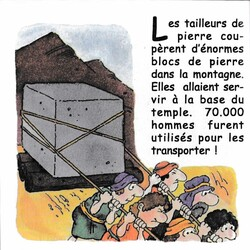 Les tailleurs de
pierre cou-
pèrent d'énormes
blocs de pierre
dans la montagne.
Elles allaient ser-
vir à la base du
temple. 70.000
hommes furent
utilisés pour les
transporter !